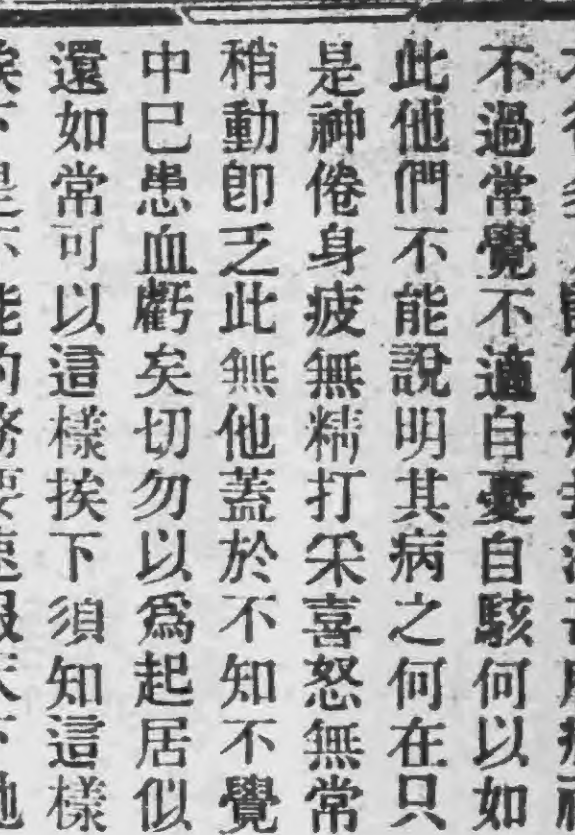 不過常覺不適自憂自駭何以如
此他們不能說明其病之何在只
是神倦身疲無精打采喜怒無常
稍動即乏此無他蓋於不知不覺
中巳患血虧矣切勿以爲起居似
還如常可以這樣挨下須知這樣